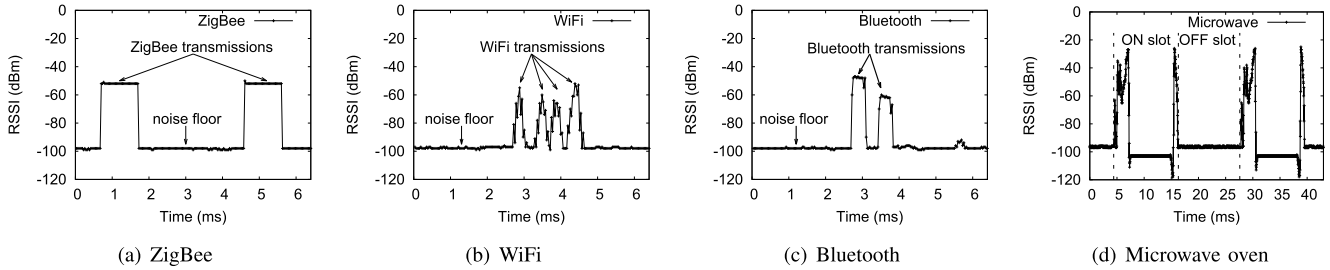 ZigBee
ZigBee transmissions
noise floor
RSSI (dBm)
0
-20
-40
-60
-80
-100
-120
0 1 2 3 4 5 6
Time (ms)
(a) ZigBee
WiFi
WiFi transmissions
noise floor
RSSI (dBm)
0
-20
-40
-60
-80
-100
-120
0 1 2 3 4 5 6
Time (ms)
(b) WiFi
Bluetooth
Bluetooth transmissions
noise floor
RSSI (dBm)
0
-20
-40
-60
-80
-100
-120
0 1 2 3 4 5 6
Time (ms)
(c) Bluetooth
Microwave
ON slot OFF slot
RSSI (dBm)
0
-20
-40
-60
-80
-100
-120
0 5 10 15 20 25 30 35 40
Time (ms)
(d) Microwave oven